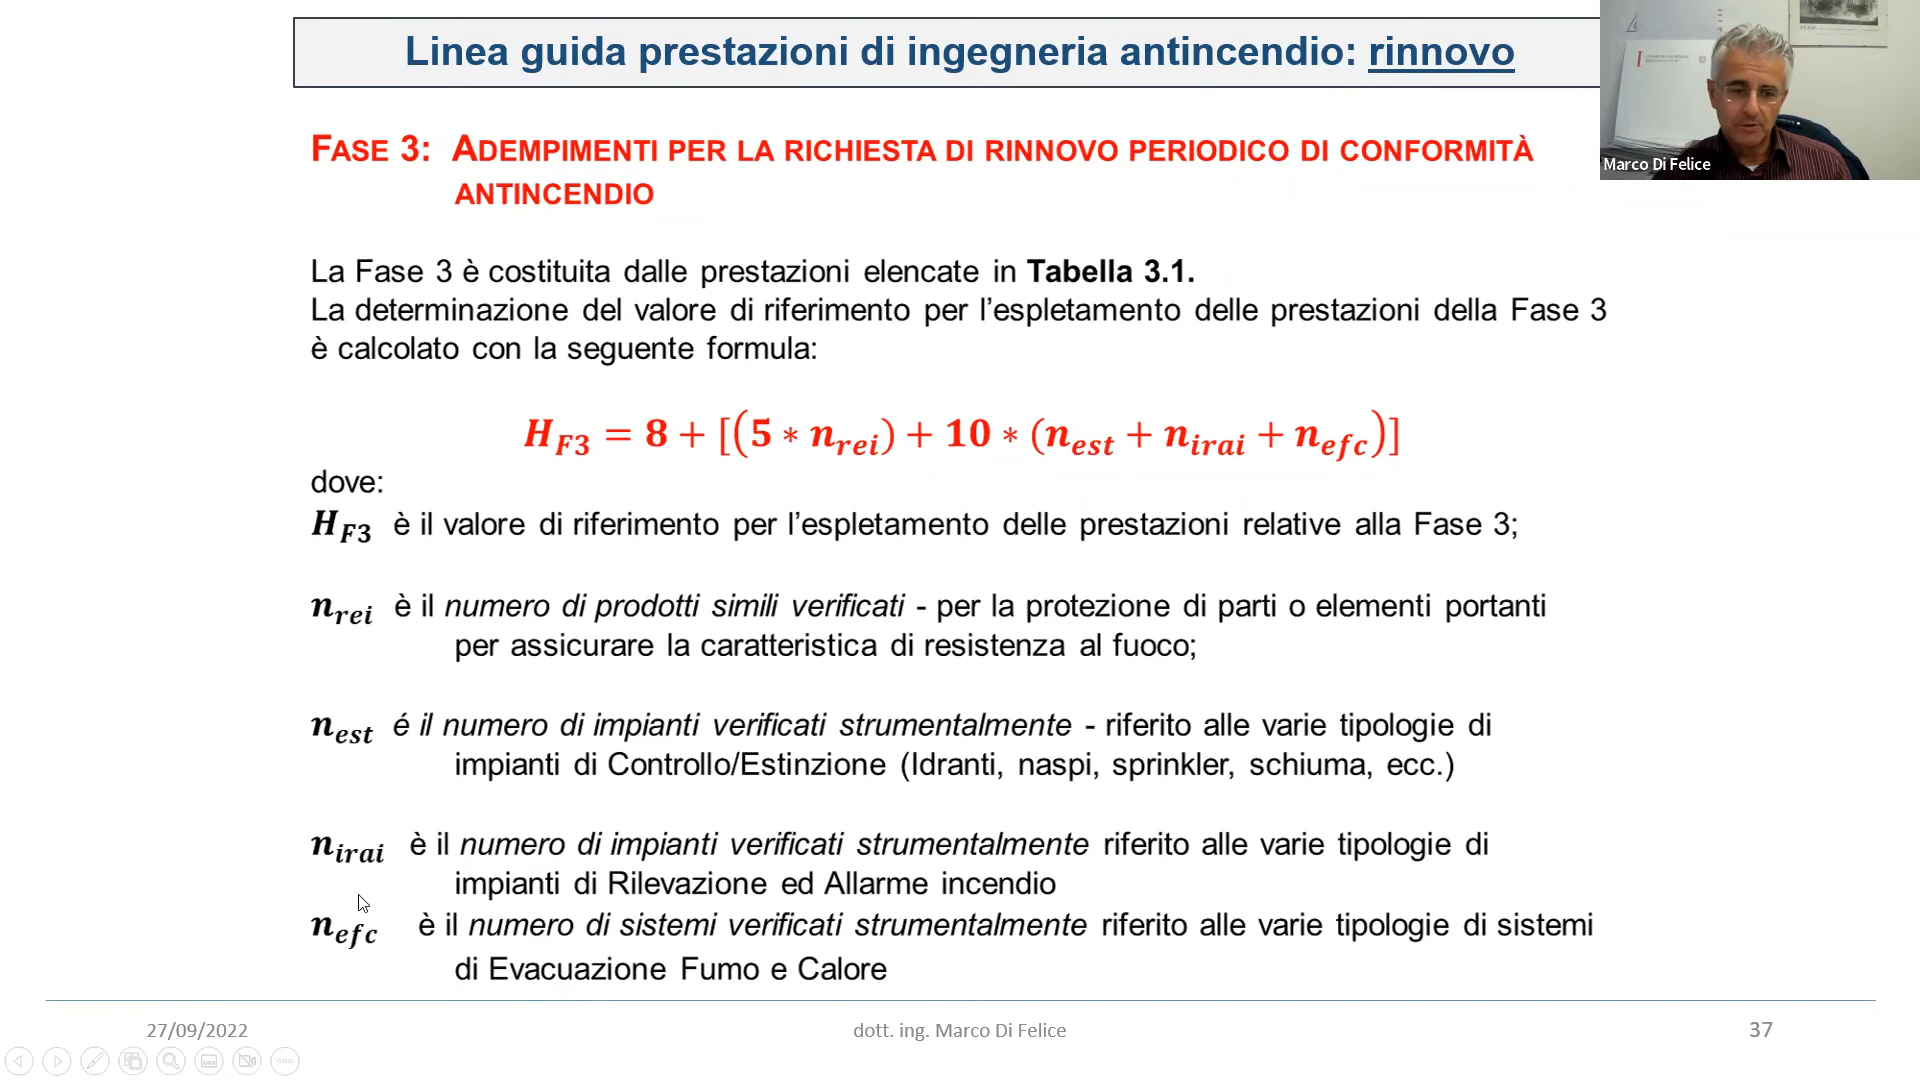 Linea guida prestazioni di ingegneria antincendio: rinnovo
Marco Di Felice
FASE 3: ADEMPIMENTI PER LA RICHIESTA DI RINNOVO PERIODICO DI CONFORMITÀ
ANTINCENDIO
La Fase 3 è costituita dalle prestazioni elencate in Tabella 3.1.
La determinazione del valore di riferimento per l'espletamento delle prestazioni della Fase 3
è calcolato con la seguente formula:
H_F3 = 8 + [(5 * n_rei) + 10 * (n_est + n_irai + n_efc)]
dove:
H_F3 è il valore di riferimento per l'espletamento delle prestazioni relative alla Fase 3;
n_rei è il numero di prodotti simili verificati - per la protezione di parti o elementi portanti
per assicurare la caratteristica di resistenza al fuoco;
n_est é il numero di impianti verificati strumentalmente - riferito alle varie tipologie di
impianti di Controllo/Estinzione (Idranti, naspi, sprinkler, schiuma, ecc.)
n_irai è il numero di impianti verificati strumentalmente riferito alle varie tipologie di
impianti di Rilevazione ed Allarme incendio
n_efc è il numero di sistemi verificati strumentalmente riferito alle varie tipologie di sistemi
di Evacuazione Fumo e Calore
27/09/2022
dott. ing. Marco Di Felice
37